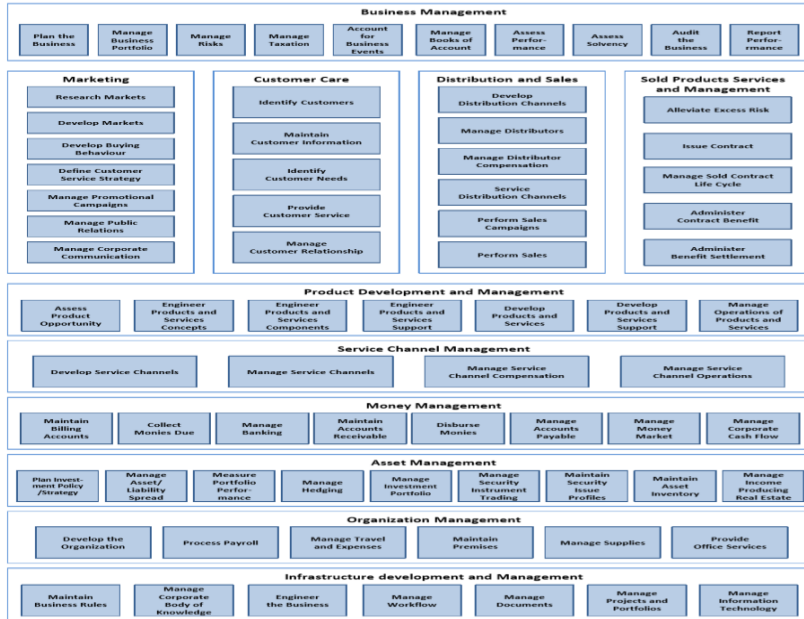 Business Management
Plan the
Business
Manage
Business
Portfolio
Manage
Risks
Manage
Taxation
Account
for
Business
Events
Manage
Books of
Account
Assess
Perfor-
mance
Assess
Solvency
Audit
the
Business
Report
Perfor-
mance
Marketing
Research Markets
Develop Markets
Develop Buying
Behaviour
Define Customer
Service Strategy
Manage Promotional
Campaigns
Manage Public
Relations
Manage Corporate
Communication
Customer Care
Identify Customers
Maintain
Customer Information
Identify
Customer Needs
Provide
Customer Service
Manage
Customer Relationship
Distribution and Sales
Develop
Distribution Channels
Manage Distributors
Manage Distributor
Compensation
Service
Distribution Channels
Perform Sales
Campaigns
Perform Sales
Sold Products Services
and Management
Alleviate Excess Risk
Issue Contract
Manage Sold Contract
Life Cycle
Administer
Contract Benefit
Administer
Benefit Settlement
Product Development and Management
Assess
Product
Opportunity
Engineer
Products and
Services
Concepts
Engineer
Products and
Services
Components
Engineer
Products and
Services
Support
Develop
Products and
Services
Develop
Products and
Services
Support
Manage
Operations of
Products and
Services
Service Channel Management
Develop Service Channels
Manage Service Channels
Manage Service
Channel Compensation
Manage Service
Channel Operations
Money Management
Maintain
Billing
Accounts
Collect
Monies Due
Manage
Banking
Maintain
Accounts
Receivable
Disburse
Monies
Manage
Accounts
Payable
Manage
Money
Market
Manage
Corporate
Cash Flow
Asset Management
Plan Invest-
ment Policy
/Strategy
Manage
Asset/
Liability
Spread
Measure
Portfolio
Perfor-
mance
Manage
Hedging
Manage
Investment
Portfolio
Manage
Security
Instrument
Trading
Maintain
Security
Issue
Profiles
Maintain
Asset
Inventory
Manage
Income
Producing
Real Estate
Organization Management
Develop the
Organization
Process Payroll
Manage Travel
and Expenses
Maintain
Premises
Manage Supplies
Provide
Office Services
Infrastructure development and Management
Maintain
Business Rules
Manage
Corporate
Body of
Knowledge
Engineer
the Business
Manage
Workflow
Manage
Documents
Manage
Projects and
Portfolios
Manage
Information
Technology